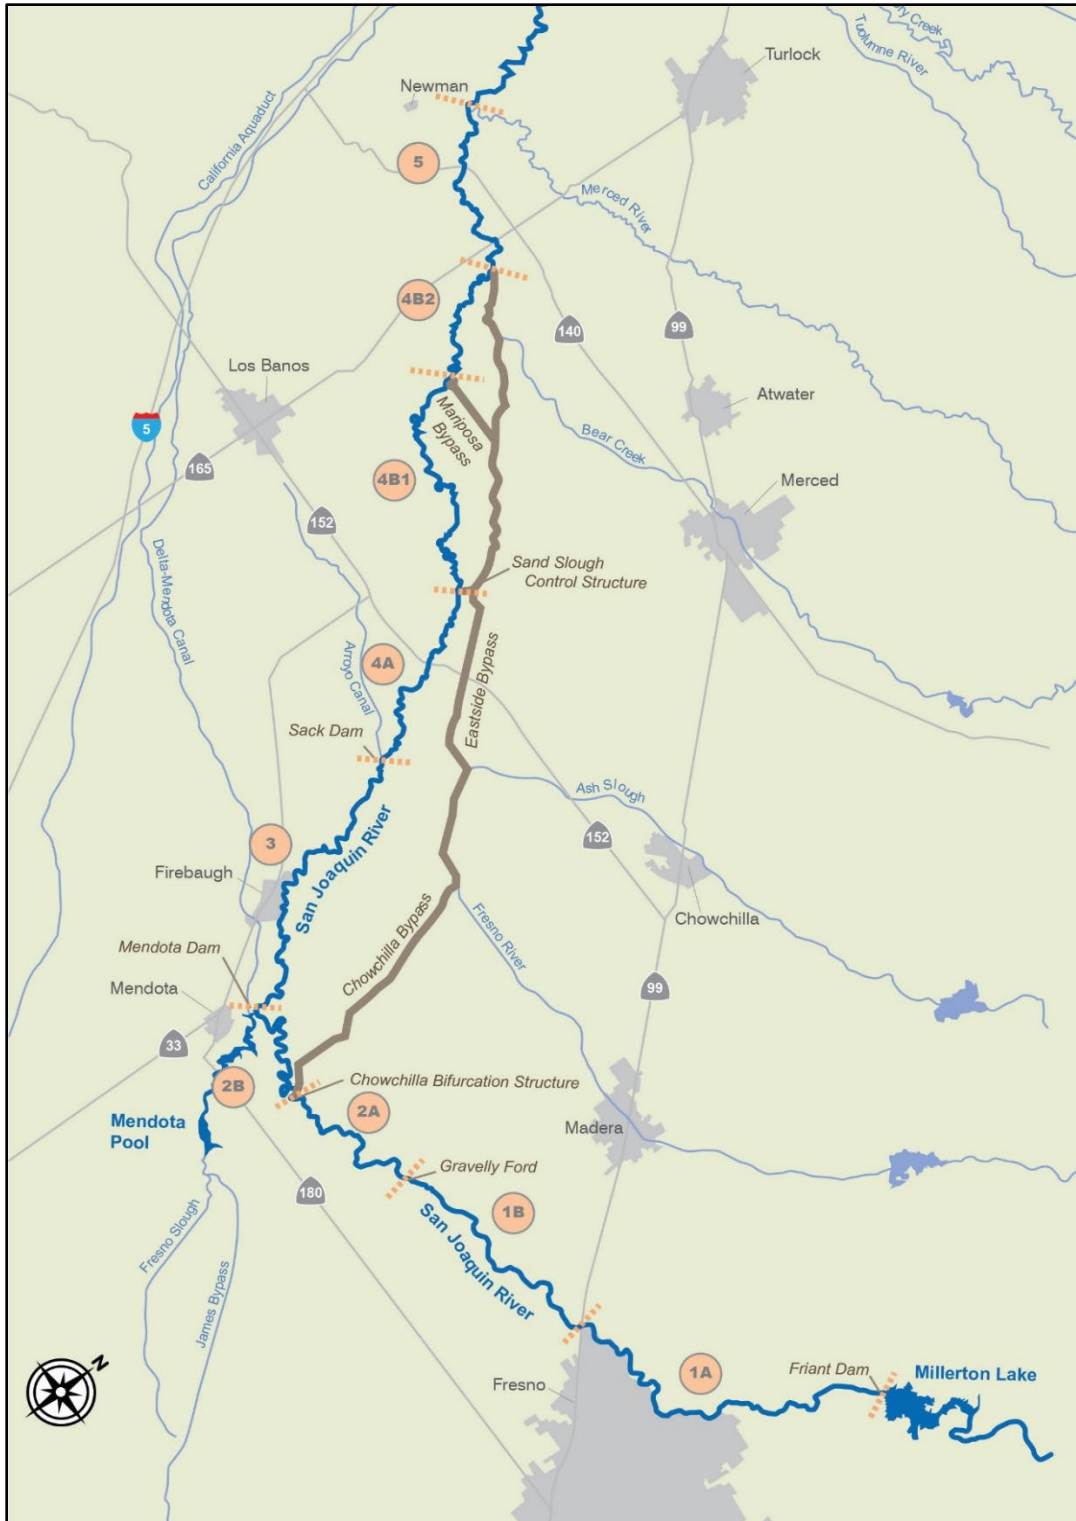 ry Creek
Tuolumne River
Turlock
Newman
California Aquaduct
5
Merced River
4B2
140
99
Los Banos
Atwater
Mariposa
Bypass
5
Bear Creek
165
4B1
Merced
152
Sand Slough
Control Structure
Delta-Mendota Canal
Arroyo Canal
4A
Eastside Bypass
Sack Dam
Ash Slough
San Joaquin River
3
152
Firebaugh
Chowchilla
Chowchilla Bypass
Fresno River
Mendota Dam
Mendota
99
33
2B
Chowchilla Bifurcation Structure
2A
Mendota
Pool
Madera
Gravelly Ford
180
1B
San Joaquin River
Fresno Slough
James Bypass
N
1A
Friant Dam
Millerton Lake
Fresno